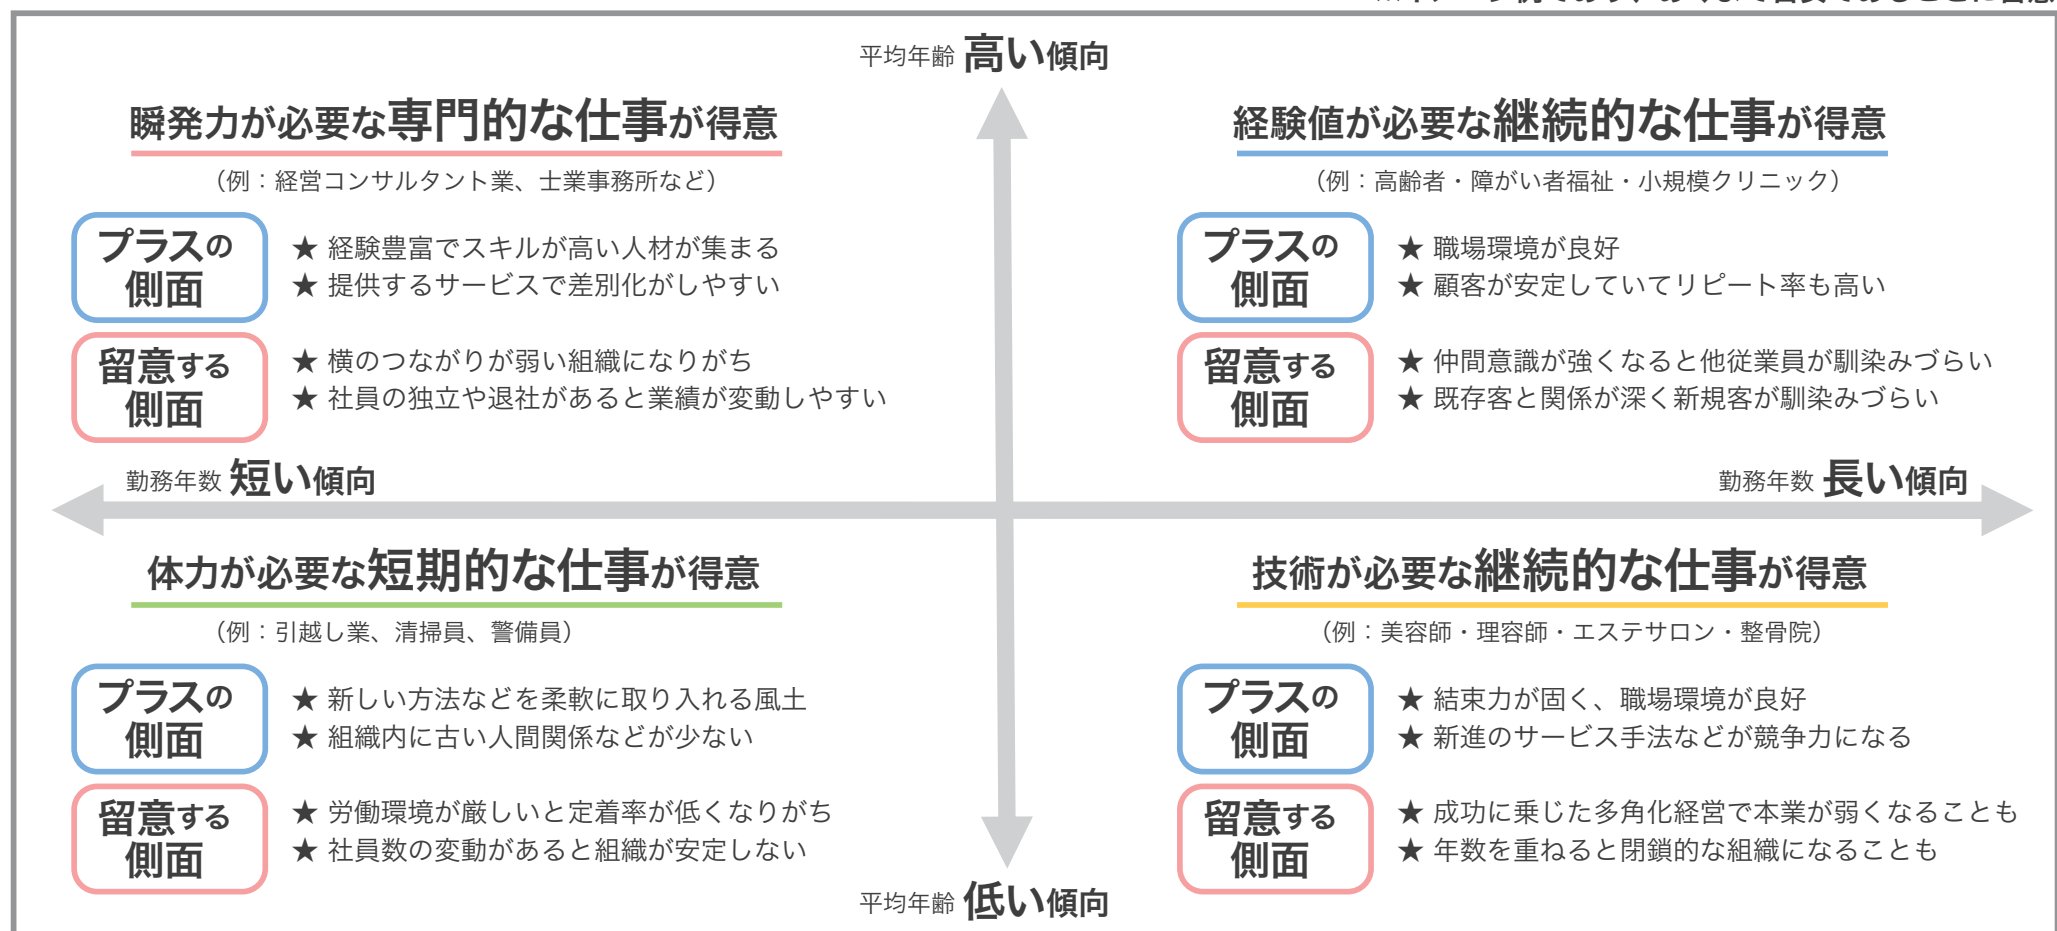 平均年齢 高い傾向
瞬発力が必要な専門的な仕事が得意
（例：経営コンサルタント業、士業事務所など）
プラスの
側面
★ 経験豊富でスキルが高い人材が集まる
★ 提供するサービスで差別化がしやすい
留意する
側面
★ 横のつながりが弱い組織になりがち
★ 社員の独立や退社があると業績が変動しやすい
経験値が必要な継続的な仕事が得意
（例：高齢者・障がい者福祉・小規模クリニック）
プラスの
側面
★ 職場環境が良好
★ 顧客が安定していてリピート率も高い
留意する
側面
★ 仲間意識が強くなると他従業員が馴染みづらい
★ 既存客と関係が深く新規客が馴染みづらい
勤務年数 短い傾向
勤務年数 長い傾向
体力が必要な短期的な仕事が得意
（例：引越し業、清掃員、警備員）
プラスの
側面
★ 新しい方法などを柔軟に取り入れる風土
★ 組織内に古い人間関係などが少ない
留意する
側面
★ 労働環境が厳しいと定着率が低くなりがち
★ 社員数の変動があると組織が安定しない
技術が必要な継続的な仕事が得意
（例：美容師・理容師・エステサロン・整骨院）
プラスの
側面
★ 結束力が固く、職場環境が良好
★ 新進のサービス手法などが競争力になる
留意する
側面
★ 成功に乗じた多角化経営で本業が弱くなることも
★ 年数を重ねると閉鎖的な組織になることも
平均年齢 低い傾向